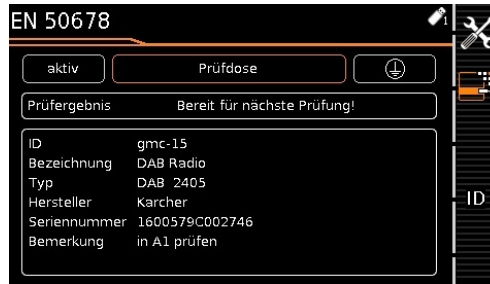 EN 50678
1
aktiv Prüfdose
Prüfergebnis Bereit für nächste Prüfung!
ID gmc-15
Bezeichnung DAB Radio
Typ DAB 2405
Hersteller Karcher
Seriennummer 1600579C002746
Bemerkung in A1 prüfen
ID